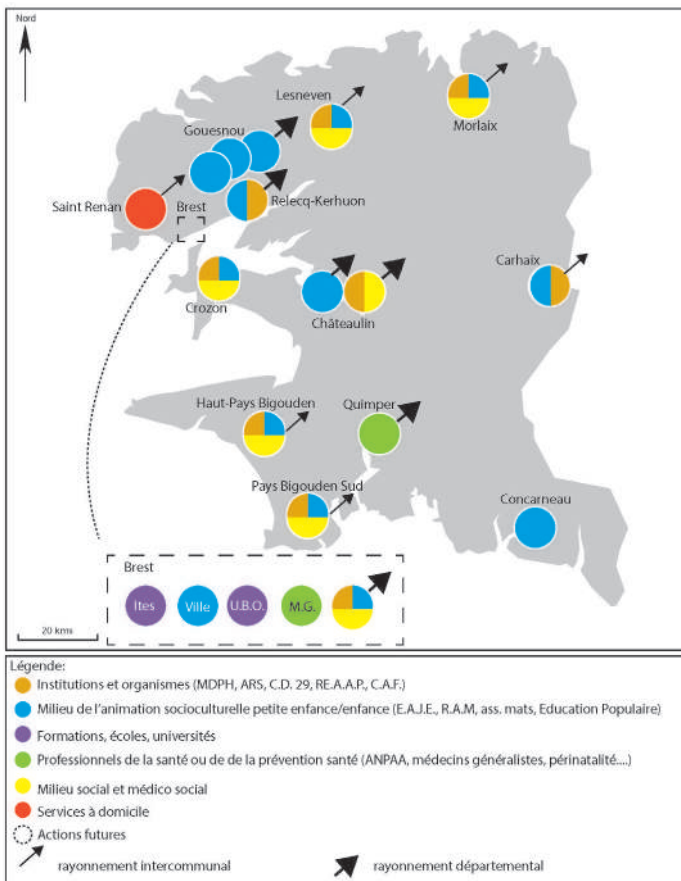 Nord
Lesneven
Morlaix
Gouesnou
Saint Renan
Brest
Relecq-Kerhuon
Carhaix
Crozon
Châteaulin
Haut-Pays Bigouden
Quimper
Pays Bigouden Sud
Concarneau
Brest
Ites
Ville
U.B.O.
M.G.
20 kms
Légende:
Institutions et organismes (MDPH, ARS, C.D. 29, RE.A.A.P., C.A.F.)
Milieu de l'animation socioculturelle petite enfance/enfance (E.A.J.E., R.A.M, ass. mats, Education Populaire)
Formations, écoles, universités
Professionnels de la santé ou de de la prévention santé (ANPAA, médecins généralistes, périnatalité....)
Milieu social et médico social
Services à domicile
Actions futures
rayonnement intercommunal
rayonnement départemental